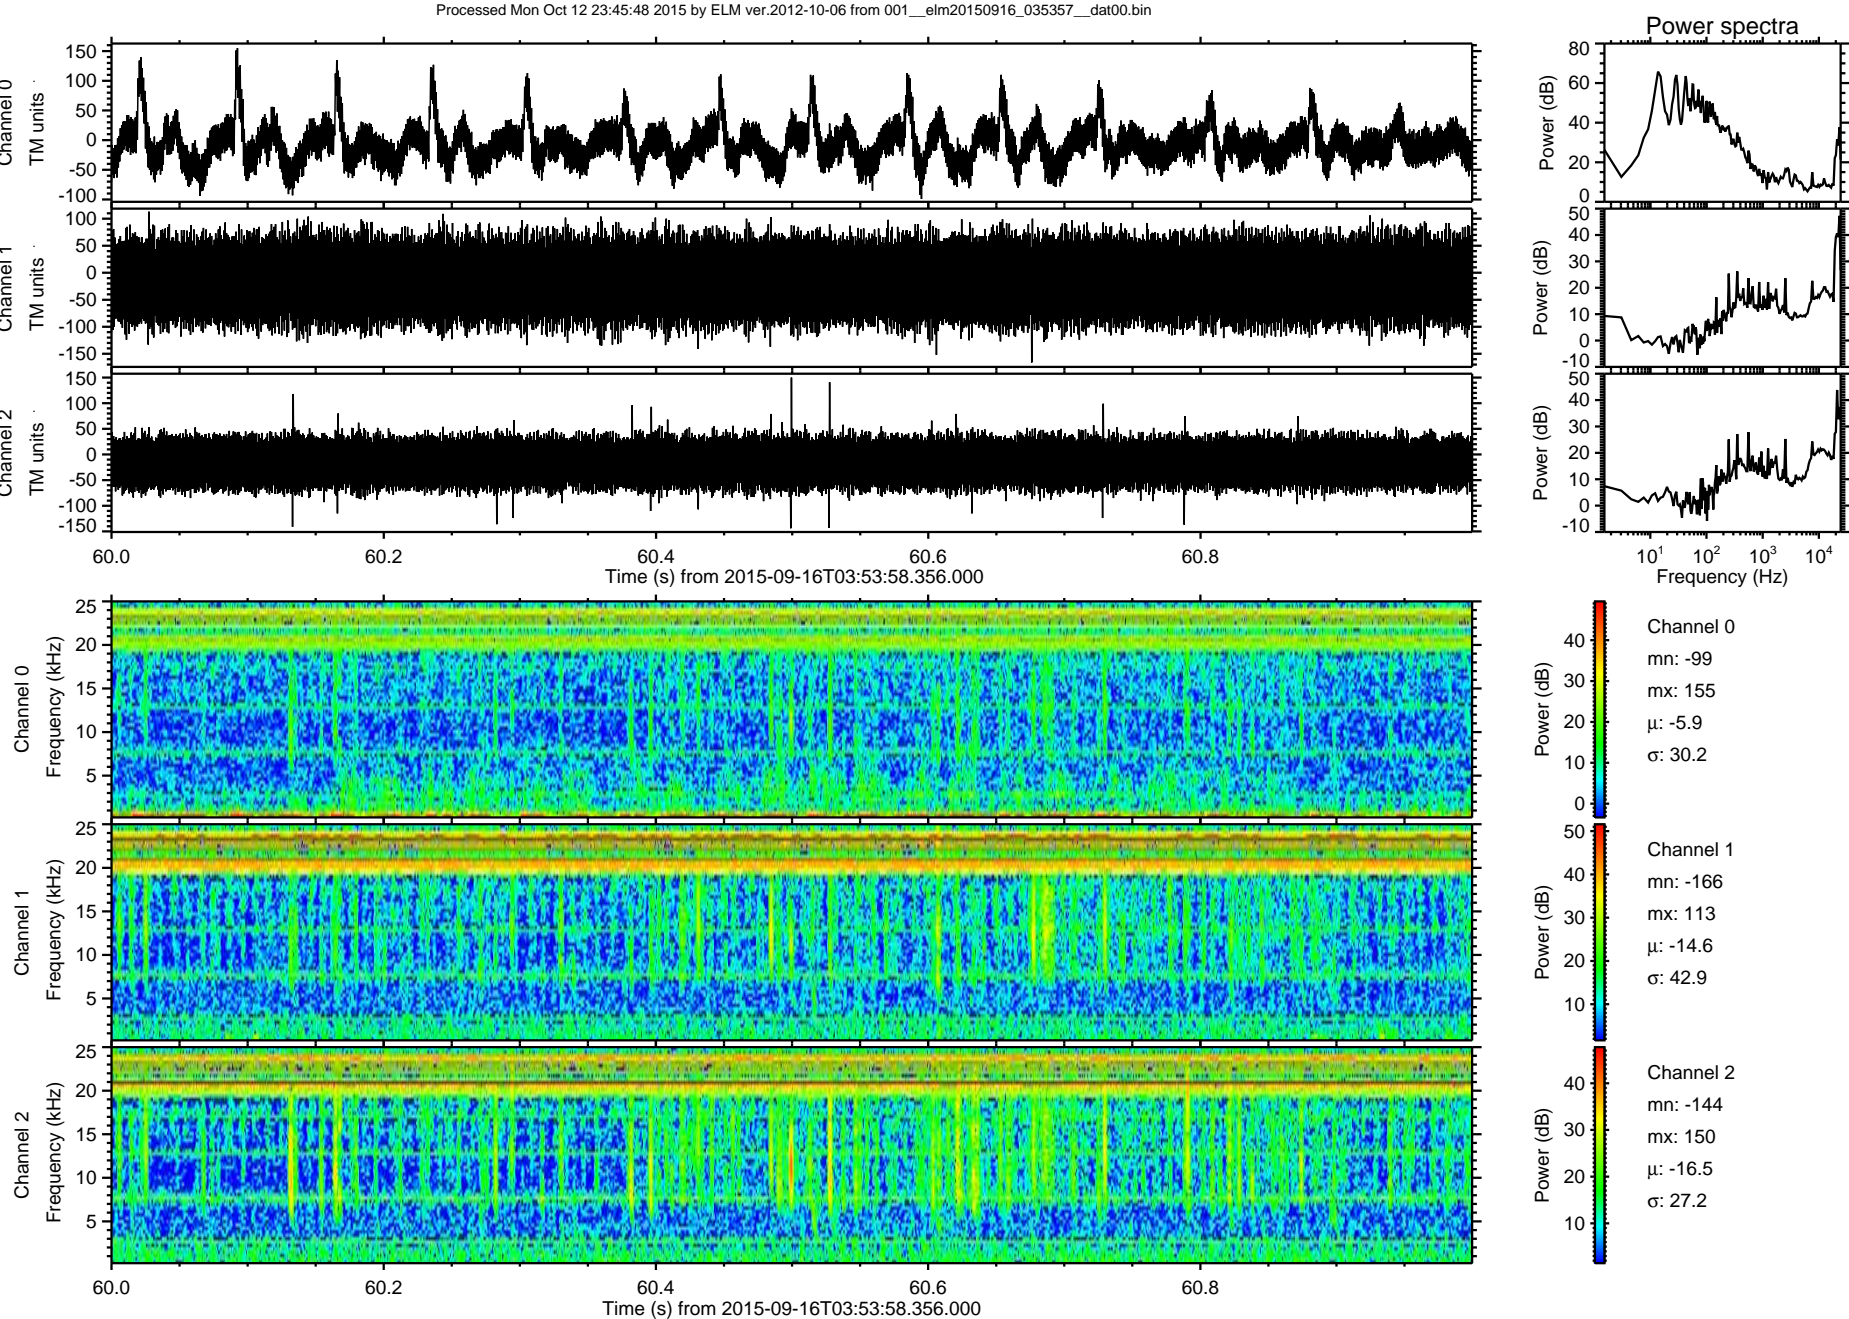 Processed Mon Oct 12 23:45:48 2015 by ELM ver.2012-10-06 from 001__elm20150916_035357__dat00.bin
Power spectra
Channel 0
TM units
150
100
50
0
-50
-100
Power (dB)
80
60
40
20
0
Channel 1
TM units
100
50
0
-50
-100
-150
Power (dB)
50
40
30
20
10
0
-10
Channel 2
TM units
150
100
50
0
-50
-100
-150
Power (dB)
50
40
30
20
10
0
-10
60.0 60.2 60.4 60.6 60.8
Time (s) from 2015-09-16T03:53:58.356.000
10¹ 10² 10³ 10⁴
Frequency (Hz)
Channel 0
Frequency (kHz)
25
20
15
10
5
Power (dB)
40
30
20
10
0
Channel 0
mn: -99
mx: 155
μ: -5.9
σ: 30.2
Channel 1
Frequency (kHz)
25
20
15
10
5
Power (dB)
50
40
30
20
10
Channel 1
mn: -166
mx: 113
μ: -14.6
σ: 42.9
Channel 2
Frequency (kHz)
25
20
15
10
5
Power (dB)
40
30
20
10
Channel 2
mn: -144
mx: 150
μ: -16.5
σ: 27.2
60.0 60.2 60.4 60.6 60.8
Time (s) from 2015-09-16T03:53:58.356.000